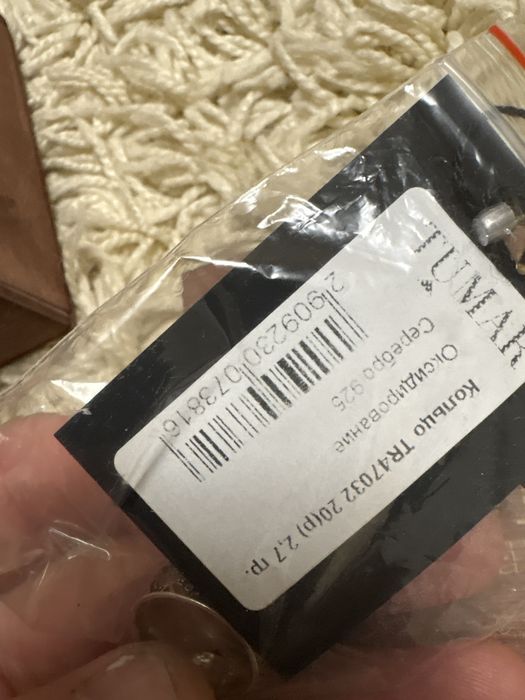 TUMAR
Кольцо TR47032 20(р) 2,7 гр.
Оксидирование
Серебро 925
2909230073816